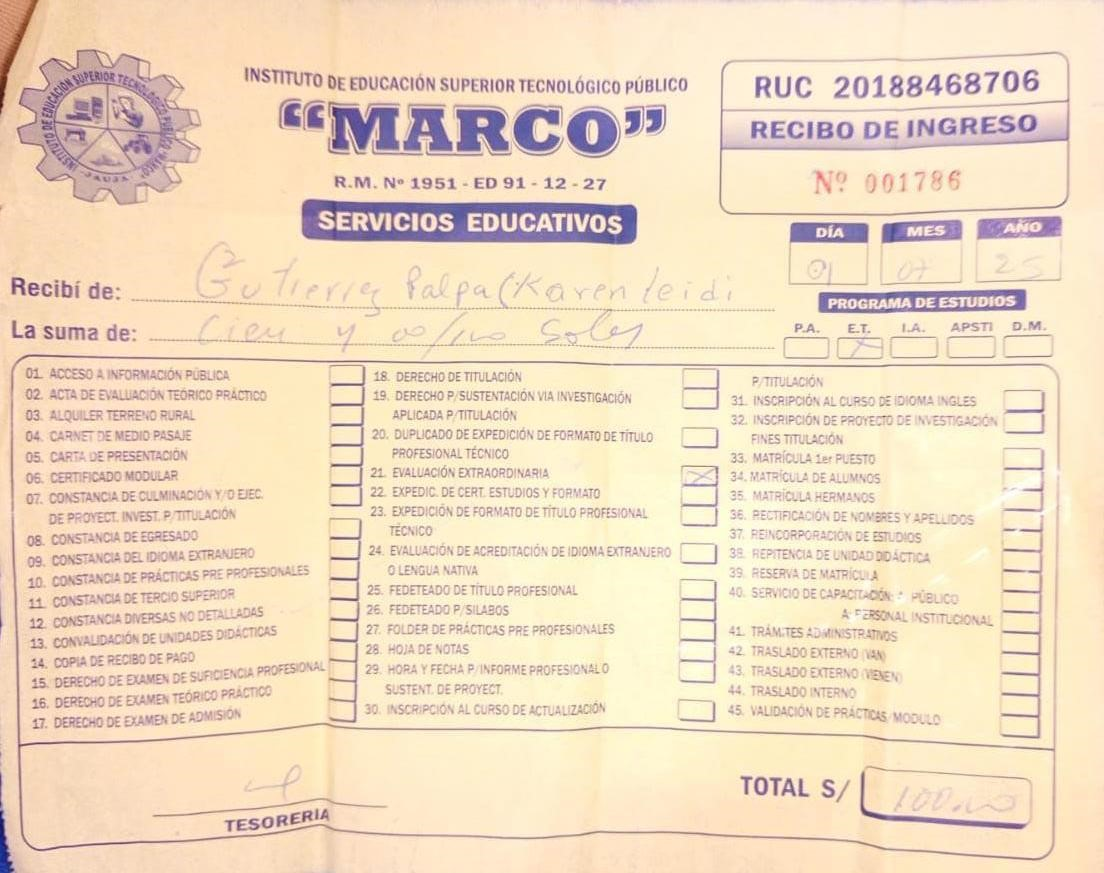 INSTITUTO DE EDUCACIÓN SUPERIOR TECNOLÓGICO PÚBLICO "MARCO"
- JAUJA -
INSTITUTO DE EDUCACIÓN SUPERIOR TECNOLÓGICO PÚBLICO
“MARCO”
R.M. Nº 1951 - ED 91 - 12 - 27
SERVICIOS EDUCATIVOS
RUC 20188468706
RECIBO DE INGRESO
Nº 001786
DÍA MES AÑO
01 07 25
Recibí de: Gutierrez Palpa (Karen leidi
La suma de: Cien y 00/100 Soles
PROGRAMA DE ESTUDIOS
P.A. E.T. I.A. APSTI D.M.
X
01. ACCESO A INFORMACIÓN PÚBLICA
02. ACTA DE EVALUACIÓN TEÓRICO PRÁCTICO
03. ALQUILER TERRENO RURAL
04. CARNET DE MEDIO PASAJE
05. CARTA DE PRESENTACIÓN
06. CERTIFICADO MODULAR
07. CONSTANCIA DE CULMINACIÓN Y/O EJEC.
DE PROYECT. INVEST. P/TITULACIÓN
08. CONSTANCIA DE EGRESADO
09. CONSTANCIA DEL IDIOMA EXTRANJERO
10. CONSTANCIA DE PRÁCTICAS PRE PROFESIONALES
11. CONSTANCIA DE TERCIO SUPERIOR
12. CONSTANCIA DIVERSAS NO DETALLADAS
13. CONVALIDACIÓN DE UNIDADES DIDÁCTICAS
14. COPIA DE RECIBO DE PAGO
15. DERECHO DE EXAMEN DE SUFICIENCIA PROFESIONAL
16. DERECHO DE EXAMEN TEÓRICO PRÁCTICO
17. DERECHO DE EXAMEN DE ADMISIÓN
18. DERECHO DE TITULACIÓN
19. DERECHO P/SUSTENTACIÓN VIA INVESTIGACIÓN
APLICADA P/TITULACIÓN
20. DUPLICADO DE EXPEDICIÓN DE FORMATO DE TÍTULO
PROFESIONAL TÉCNICO
21. EVALUACIÓN EXTRAORDINARIA X
22. EXPEDIC. DE CERT. ESTUDIOS Y FORMATO
23. EXPEDICIÓN DE FORMATO DE TÍTULO PROFESIONAL
TÉCNICO
24. EVALUACIÓN DE ACREDITACIÓN DE IDIOMA EXTRANJERO
O LENGUA NATIVA
25. FEDETEADO DE TÍTULO PROFESIONAL
26. FEDETEADO P/SILABOS
27. FOLDER DE PRÁCTICAS PRE PROFESIONALES
28. HOJA DE NOTAS
29. HORA Y FECHA P/INFORME PROFESIONAL O
SUSTENT. DE PROYECT.
30. INSCRIPCIÓN AL CURSO DE ACTUALIZACIÓN
P/TITULACIÓN
31. INSCRIPCIÓN AL CURSO DE IDIOMA INGLES
32. INSCRIPCIÓN DE PROYECTO DE INVESTIGACIÓN
FINES TITULACIÓN
33. MATRÍCULA 1er PUESTO
34. MATRÍCULA DE ALUMNOS
35. MATRÍCULA HERMANOS
36. RECTIFICACIÓN DE NOMBRES Y APELLIDOS
37. REINCORPORACIÓN DE ESTUDIOS
38. REPITENCIA DE UNIDAD DIDÁCTICA
39. RESERVA DE MATRÍCULA
40. SERVICIO DE CAPACITACIÓN: A: PÚBLICO
A: PERSONAL INSTITUCIONAL
41. TRÁMITES ADMINISTRATIVOS
42. TRASLADO EXTERNO (VAN)
43. TRASLADO EXTERNO (VIENEN)
44. TRASLADO INTERNO
45. VALIDACIÓN DE PRÁCTICAS/MODULO
TESORERIA
TOTAL S/ 100.00